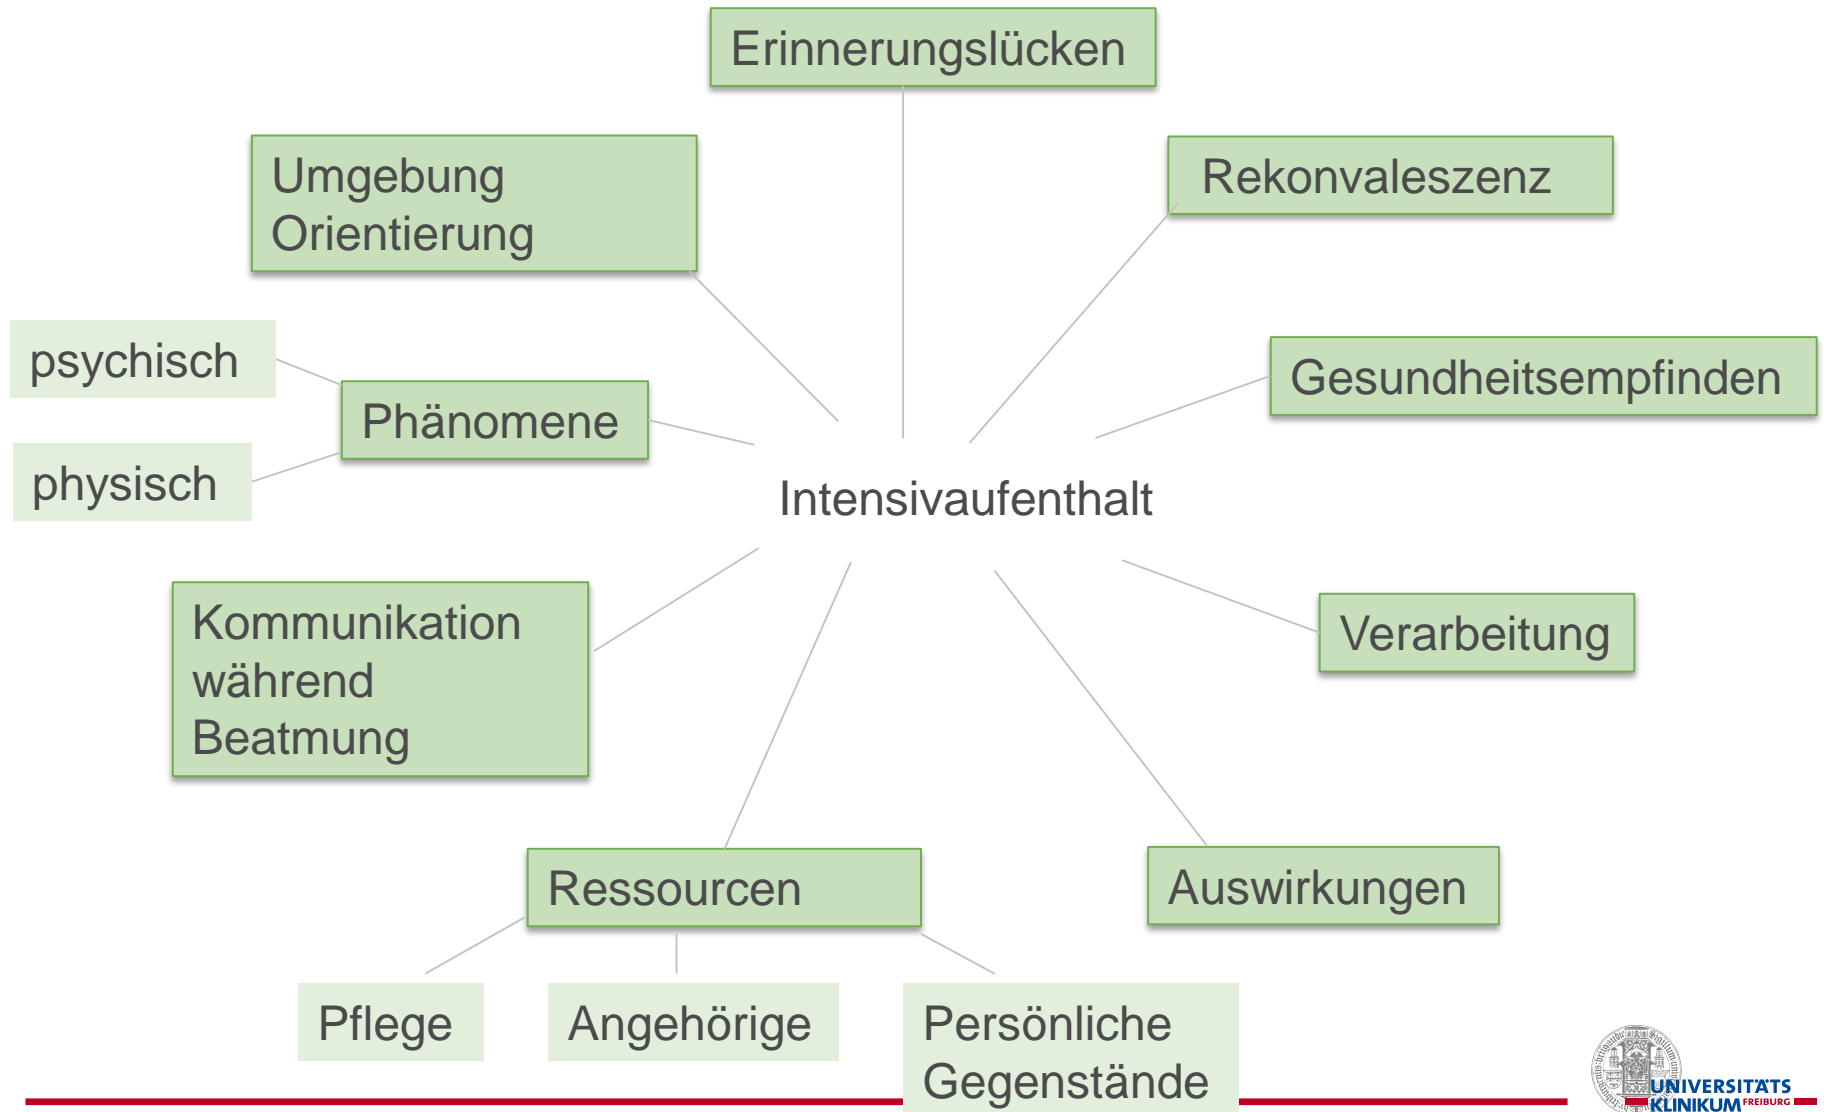 Erinnerungslücken
Umgebung
Orientierung
Rekonvaleszenz
psychisch
Phänomene
physisch
Gesundheitsempfinden
Intensivaufenthalt
Kommunikation
während
Beatmung
Verarbeitung
Ressourcen
Auswirkungen
Pflege
Angehörige
Persönliche
Gegenstände
UNIVERSITÄTS
KLINIKUM FREIBURG